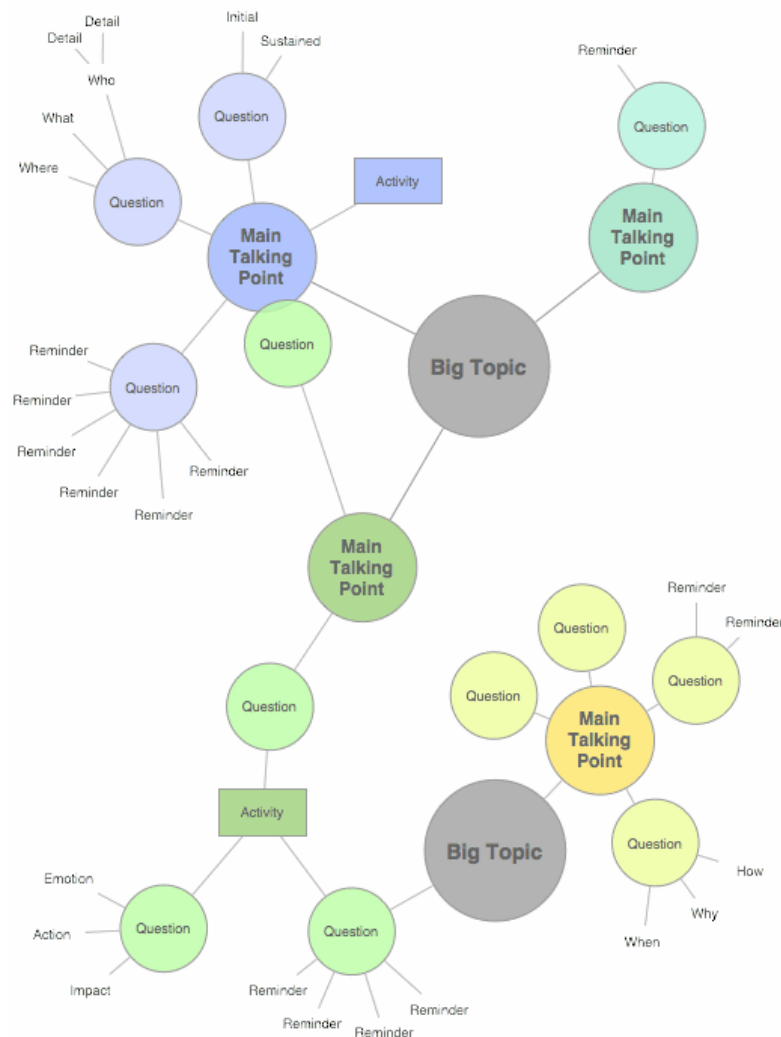 Detail
Detail
Who
What
Where
Question
Initial
Sustained
Question
Activity
Main
Talking
Point
Question
Reminder
Reminder
Reminder
Reminder
Reminder
Reminder
Question
Reminder
Question
Main
Talking
Point
Big Topic
Main
Talking
Point
Question
Activity
Emotion
Action
Impact
Question
Question
Reminder
Reminder
Reminder
Reminder
Big Topic
Question
Question
Reminder
Reminder
Question
Main
Talking
Point
Question
How
Why
When